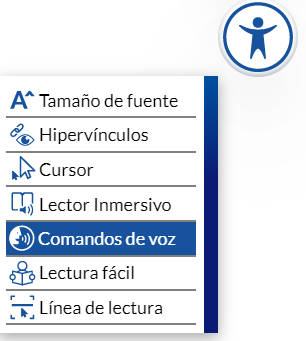 Tamaño de fuente
Hipervínculos
Cursor
Lector Inmersivo
Comandos de voz
Lectura fácil
Línea de lectura